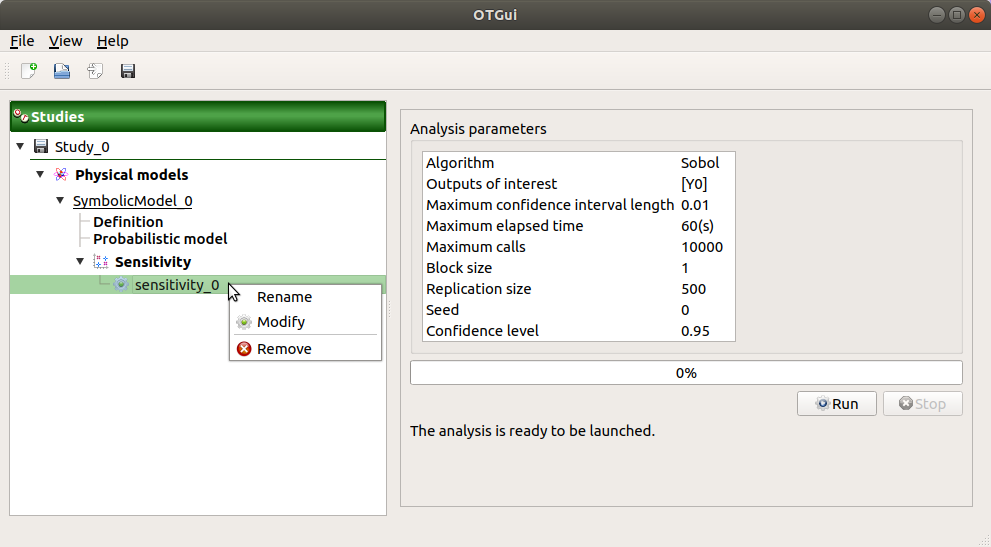 OTGui
File View Help
Studies
Study_0
Physical models
SymbolicModel_0
Definition
Probabilistic model
Sensitivity
sensitivity_0
Rename
Modify
Remove
Analysis parameters
Algorithm Sobol
Outputs of interest [Y0]
Maximum confidence interval length 0.01
Maximum elapsed time 60(s)
Maximum calls 10000
Block size 1
Replication size 500
Seed 0
Confidence level 0.95
0%
Run Stop
The analysis is ready to be launched.